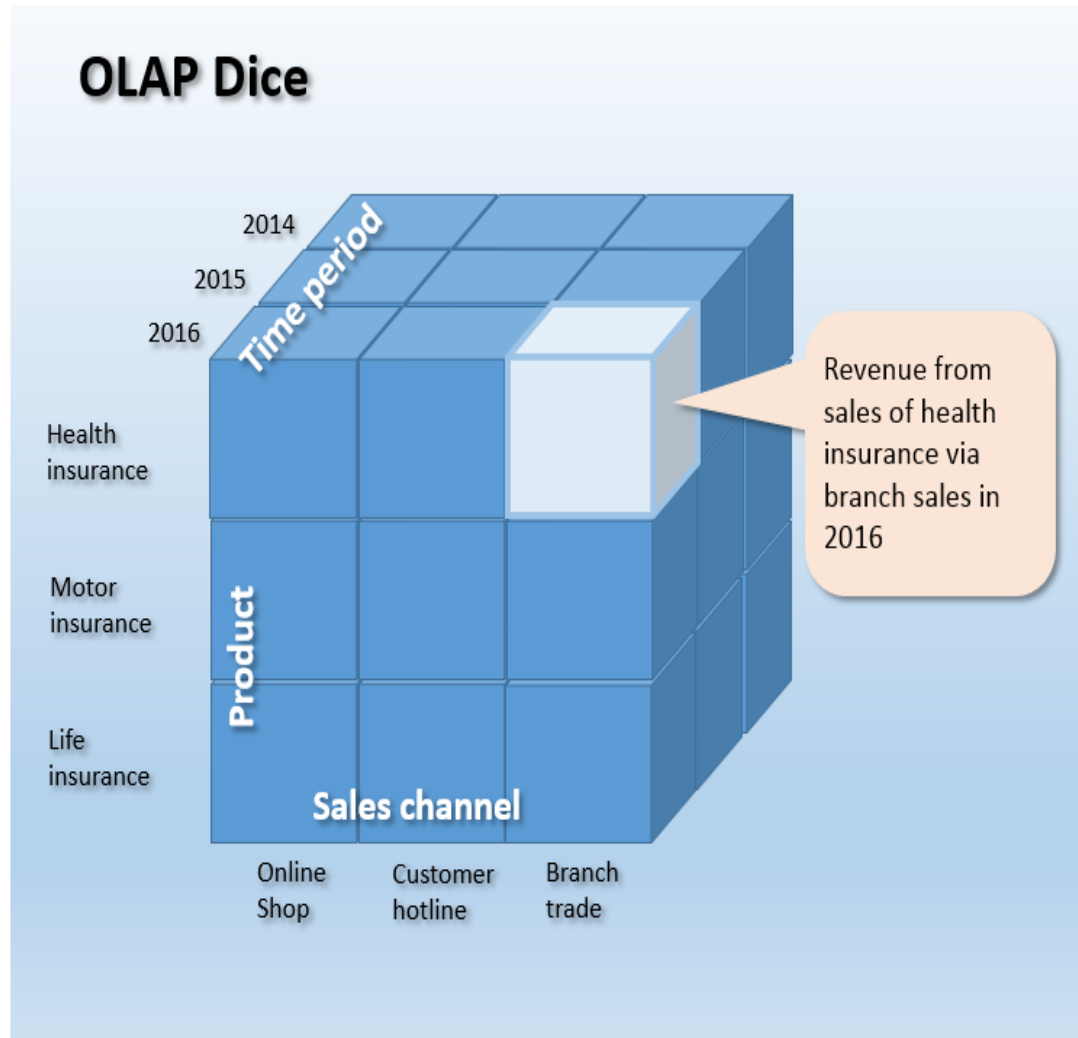 OLAP Dice
2014
2015
2016
Time period
Health
insurance
Revenue from
sales of health
insurance via
branch sales in
2016
Motor
insurance
Product
Life
insurance
Sales channel
Online
Shop
Customer
hotline
Branch
trade